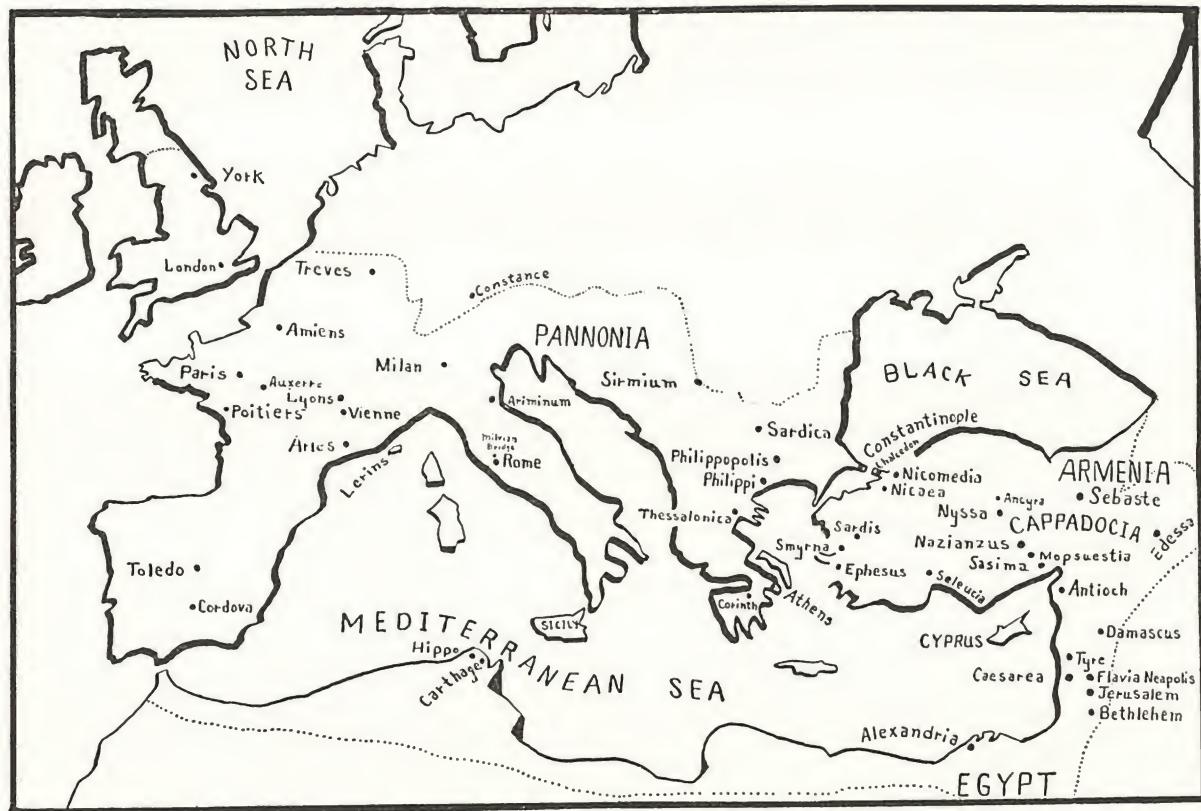 NORTH
SEA
York
London
Treves
Constance
Amiens
PANNONIA
Milan
Paris
Auxerre
Lyons
Sirmium
BLACK SEA
Ariminum
Poitiers
Vienne
Constantinople
Chalcedon
Sardica
Arles
Milvian
Bridge
Rome
Lerins
Philippopolis
Philippi
Nicomedia
Nicaea
ARMENIA
Sebaste
Ancyra
Nyssa
Thessalonica
CAPPADOCIA
Sardis
Edessa
Smyrna
Nazianzus
Mopsuestia
Sasima
Toledo
Ephesus
Seleucia
Antioch
Cordova
Corinth
Athens
SICILY
MEDITERRANEAN SEA
CYPRUS
Damascus
Hippo
Carthage
Tyre
Caesarea
Flavia Neapolis
Jerusalem
Bethlehem
Alexandria
EGYPT